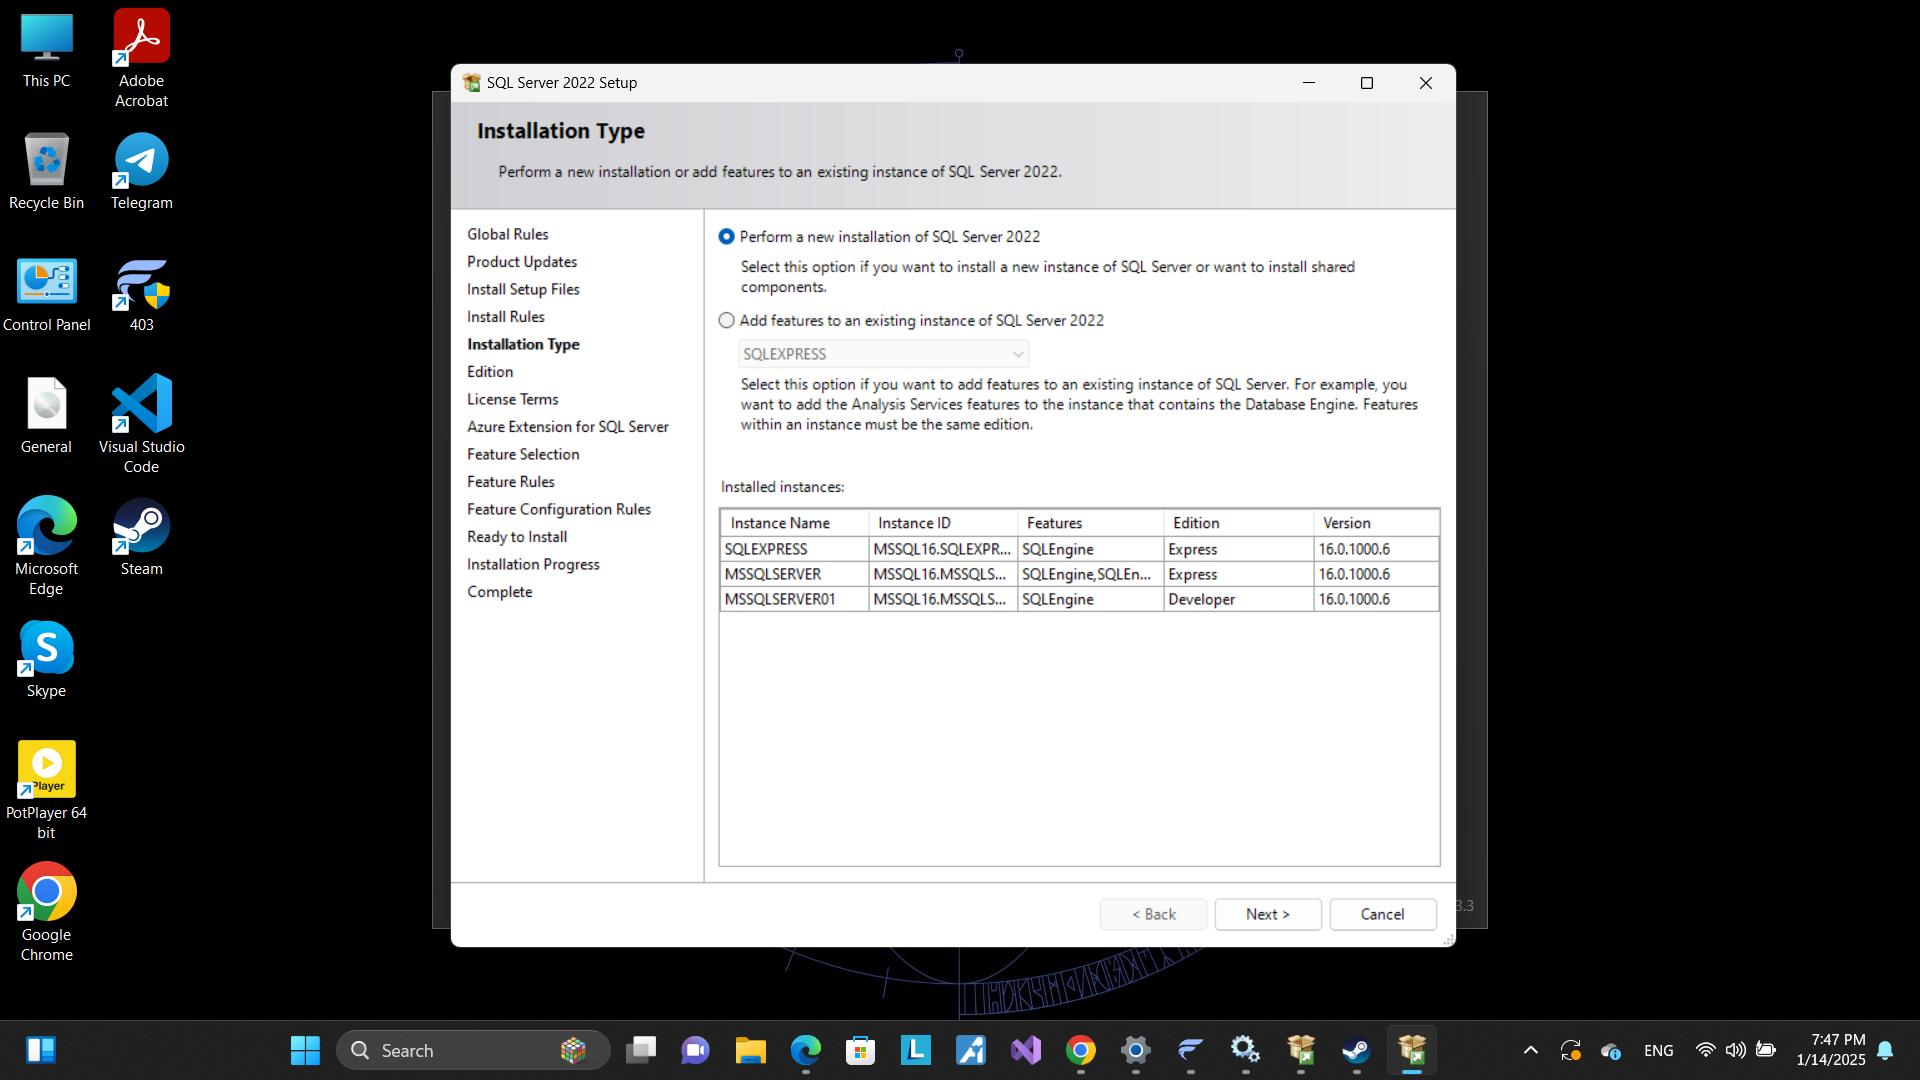 This PC
Adobe
Acrobat
Recycle Bin
Telegram
Control Panel
403
General
Visual Studio
Code
Microsoft
Edge
Steam
Skype
Player
PotPlayer 64
bit
Google
Chrome
SQL Server 2022 Setup
Installation Type
Perform a new installation or add features to an existing instance of SQL Server 2022.
Global Rules
Product Updates
Install Setup Files
Install Rules
Installation Type
Edition
License Terms
Azure Extension for SQL Server
Feature Selection
Feature Rules
Feature Configuration Rules
Ready to Install
Installation Progress
Complete
Perform a new installation of SQL Server 2022
Select this option if you want to install a new instance of SQL Server or want to install shared
components.
Add features to an existing instance of SQL Server 2022
SQLEXPRESS
Select this option if you want to add features to an existing instance of SQL Server. For example, you
want to add the Analysis Services features to the instance that contains the Database Engine. Features
within an instance must be the same edition.
Installed instances:
Instance Name Instance ID Features Edition Version
SQLEXPRESS MSSQL16.SQLEXPR... SQLEngine Express 16.0.1000.6
MSSQLSERVER MSSQL16.MSSQLS... SQLEngine,SQLEn... Express 16.0.1000.6
MSSQLSERVER01 MSSQL16.MSSQLS... SQLEngine Developer 16.0.1000.6
< Back
Next >
Cancel
3.3
Search
ENG
7:47 PM
1/14/2025